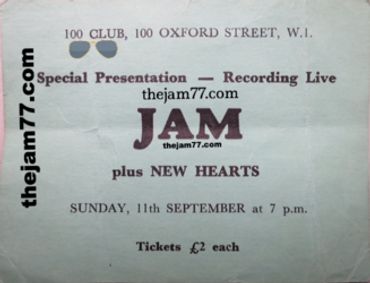 100 CLUB, 100 OXFORD STREET, W.1.
Special Presentation — Recording Live
thejam77.com
JAM
thejam77.com
plus NEW HEARTS
SUNDAY, 11th SEPTEMBER at 7 p.m.
Tickets £2 each
thejam77.com